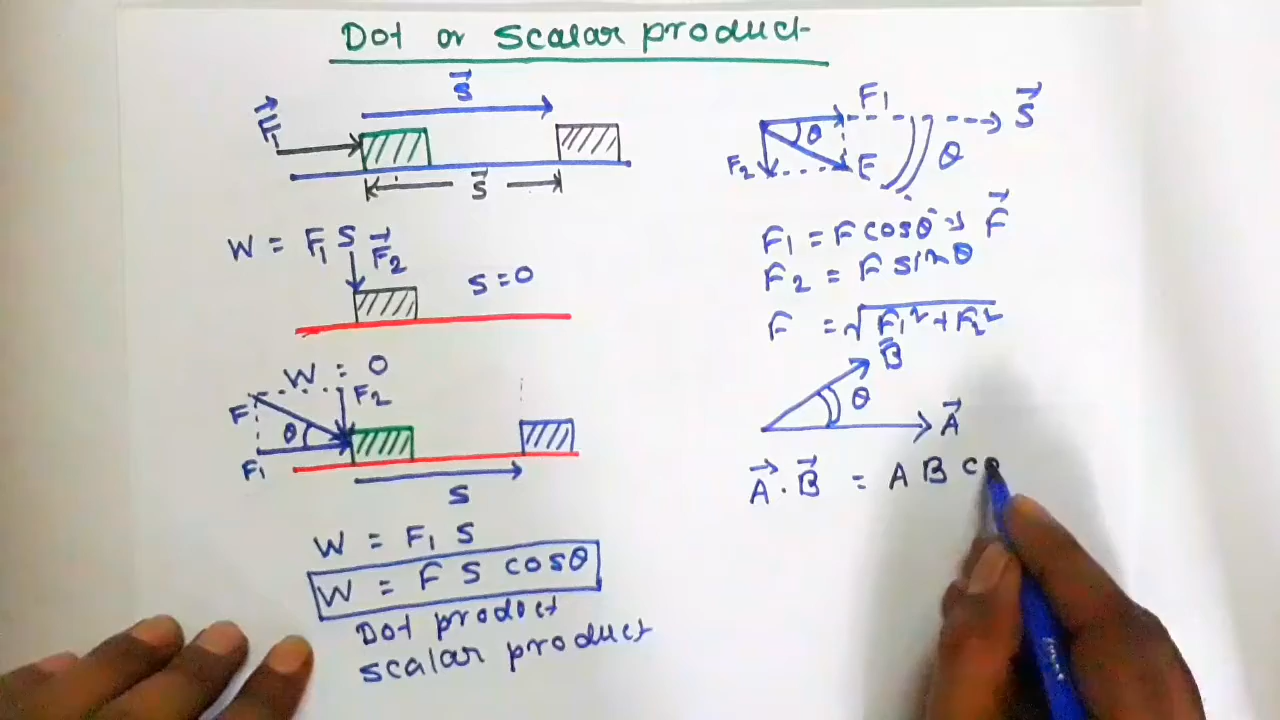 Dot or scalar product
S⃗
F⃗₁
S⃗
W = F₁ S
F⃗₂
S=0
W = 0
F
F₂
θ
F₁
S
W = F₁ S
W = F S cosθ
Dot product
scalar product
F₁
S⃗
θ
θ
F₂
F
F₁ = F cosθ → F⃗
F₂ = F sinθ
F = √F₁² + F₂²
B⃗
θ
A⃗
A⃗ · B⃗ = A B co